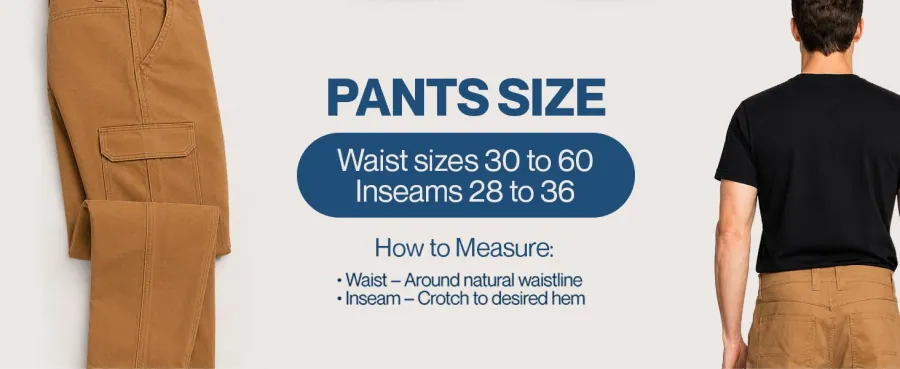 PANTS SIZE
Waist sizes 30 to 60
Inseams 28 to 36
How to Measure:
• Waist – Around natural waistline
• Inseam – Crotch to desired hem